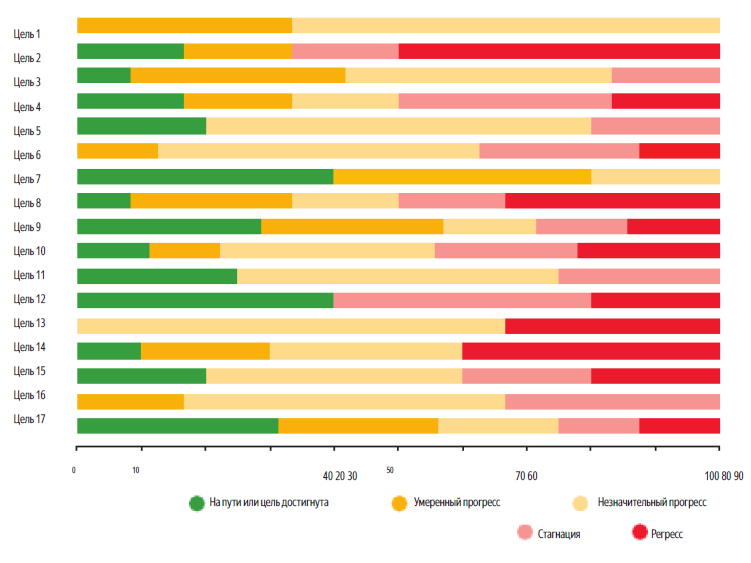 Цель 1
Цель 2
Цель 3
Цель 4
Цель 5
Цель 6
Цель 7
Цель 8
Цель 9
Цель 10
Цель 11
Цель 12
Цель 13
Цель 14
Цель 15
Цель 16
Цель 17
0 10 40 20 30 50 70 60 100 80 90
На пути или цель достигнута Умеренный прогресс Незначительный прогресс
Стагнация Регресс